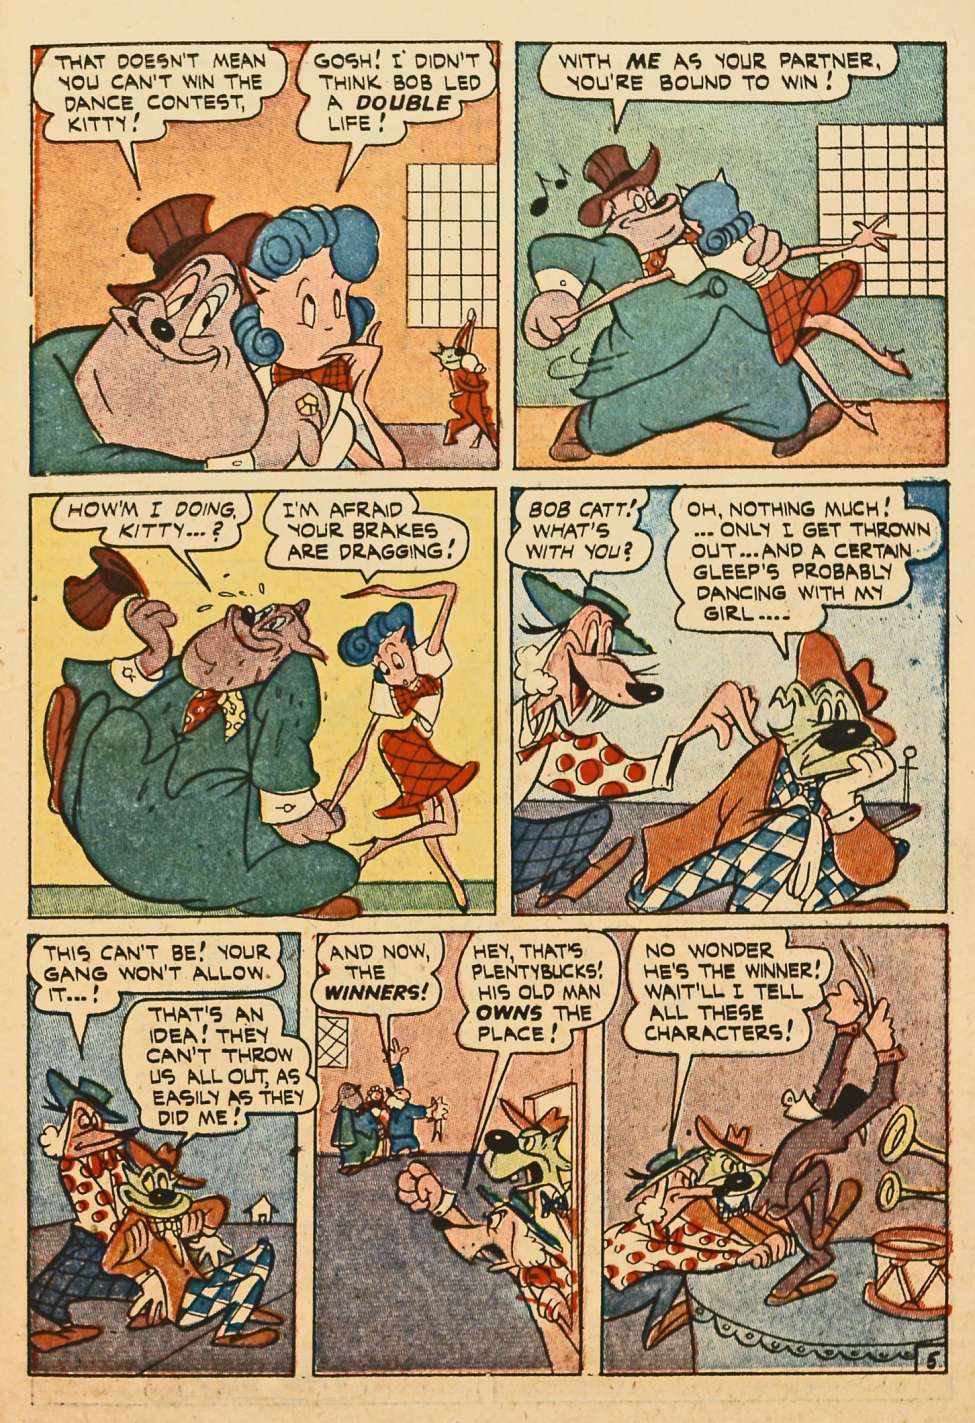 THAT DOESN'T MEAN
YOU CAN'T WIN THE
DANCE CONTEST,
KITTY!
GOSH! I DIDN'T
THINK BOB LED
A DOUBLE
LIFE!
WITH ME AS YOUR PARTNER,
YOU'RE BOUND TO WIN!
HOW'M I DOING,
KITTY...?
I'M AFRAID
YOUR BRAKES
ARE DRAGGING!
BOB CATT!
WHAT'S
WITH YOU?
OH, NOTHING MUCH!
...ONLY I GET THROWN
OUT...AND A CERTAIN
GLEEP'S PROBABLY
DANCING WITH MY
GIRL....
THIS CAN'T BE! YOUR
GANG WON'T ALLOW
IT...!
THAT'S AN
IDEA! THEY
CAN'T THROW
US ALL OUT, AS
EASILY AS THEY
DID ME!
AND NOW,
THE
WINNERS!
HEY, THAT'S
PLENTYBUCKS!
HIS OLD MAN
OWNS THE
PLACE!
NO WONDER
HE'S THE WINNER!
WAIT'LL I TELL
ALL THESE
CHARACTERS!
5